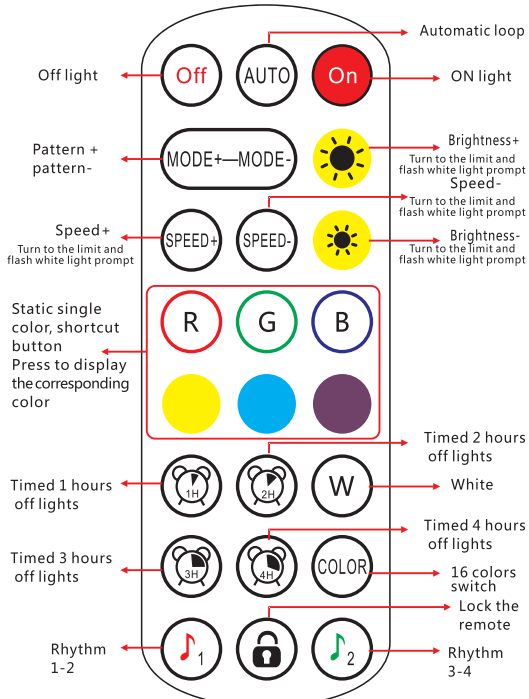 Automatic loop
Off light
Off
AUTO
On
ON light
Pattern +
pattern-
MODE+—MODE-
Brightness+
Turn to the limit and
flash white light prompt
Speed-
Turn to the limit and
flash white light prompt
Speed+
Turn to the limit and
flash white light prompt
SPEED+
SPEED-
Brightness-
Turn to the limit and
flash white light prompt
Static single
color, shortcut
button
Press to display
the corresponding
color
R
G
B
Timed 2 hours
off lights
Timed 1 hours
off lights
1H
2H
W
White
Timed 4 hours
off lights
Timed 3 hours
off lights
3H
4H
COLOR
16 colors
switch
Lock the
remote
Rhythm
1-2
1
2
Rhythm
3-4